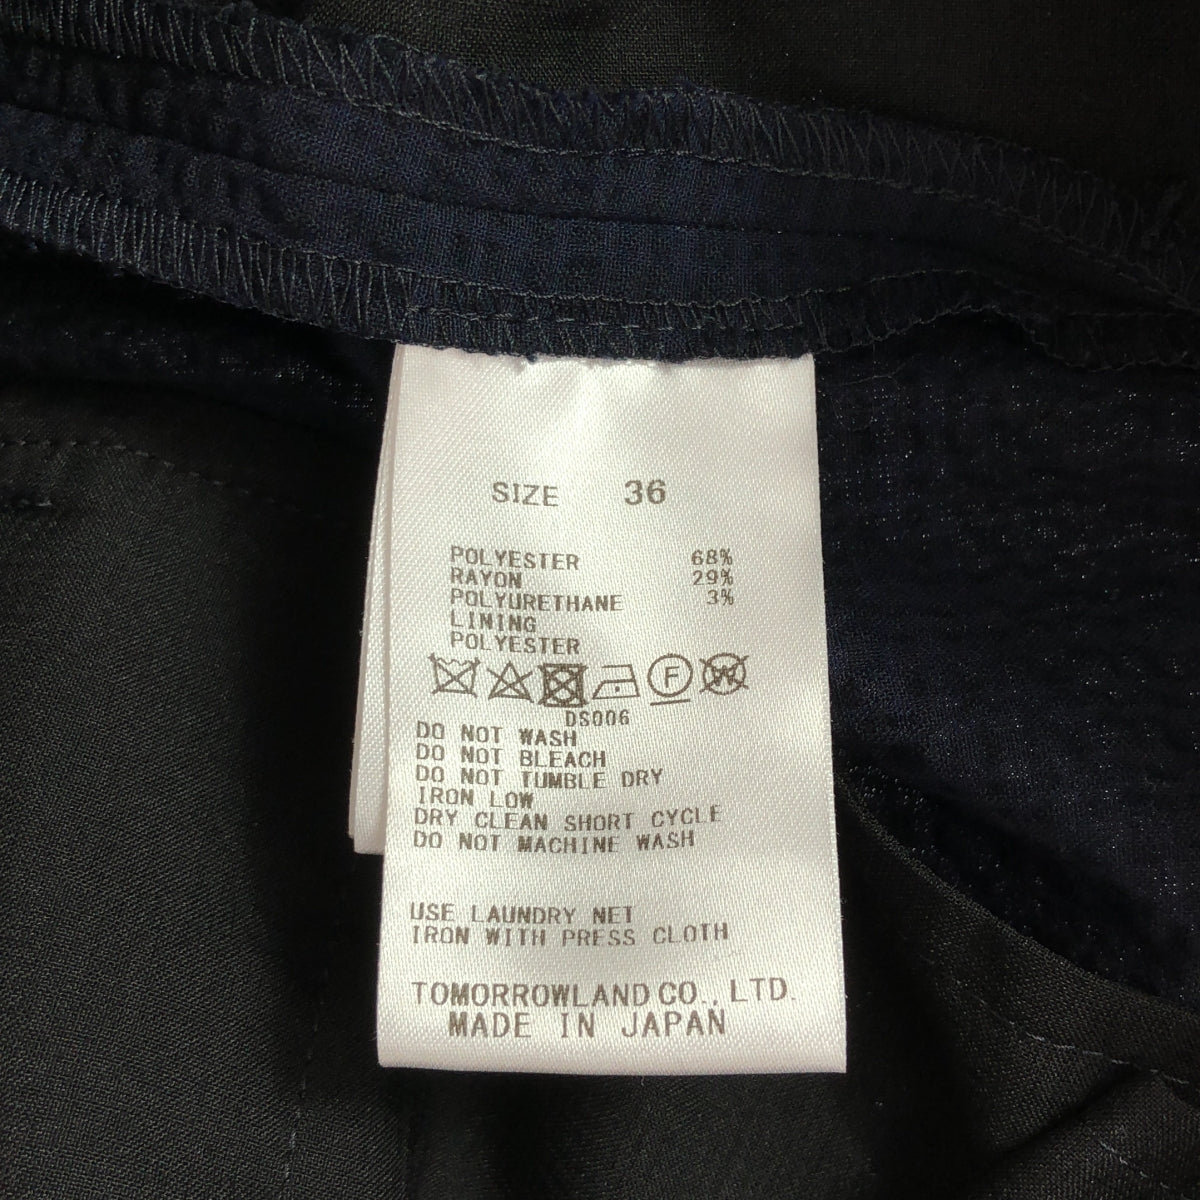 SIZE 36
POLYESTER 68%
RAYON 29%
POLYURETHANE 3%
LINING
POLYESTER
F W
DS006
DO NOT WASH
DO NOT BLEACH
DO NOT TUMBLE DRY
IRON LOW
DRY CLEAN SHORT CYCLE
DO NOT MACHINE WASH
USE LAUNDRY NET
IRON WITH PRESS CLOTH
TOMORROWLAND CO., LTD.
MADE IN JAPAN